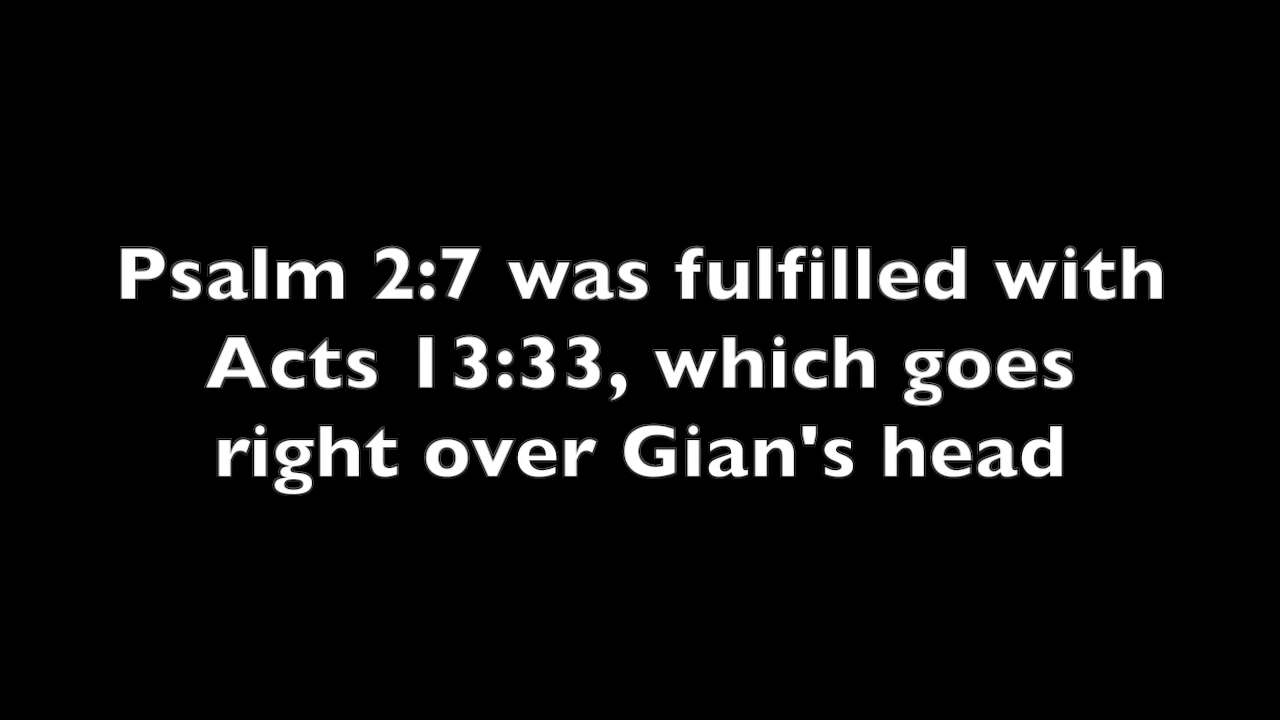 Psalm 2:7 was fulfilled with
Acts 13:33, which goes
right over Gian's head